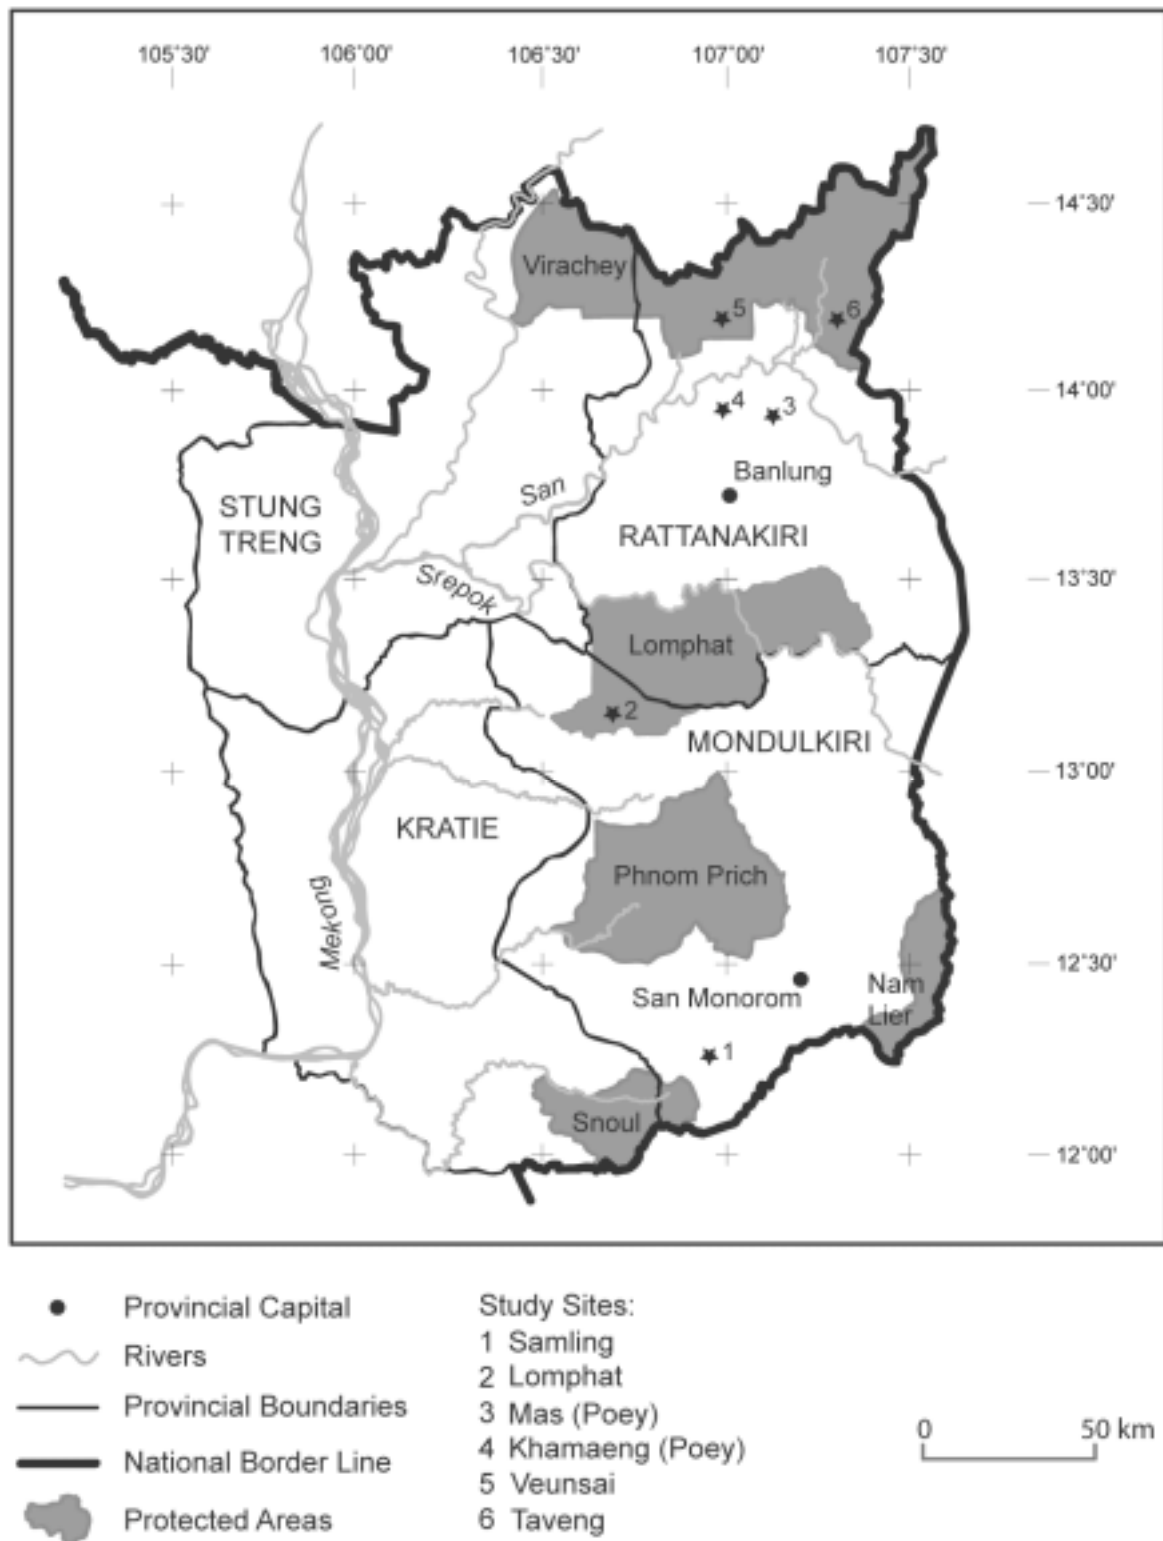 105°30'
106°00'
106°30'
107°00'
107°30'
14°30'
Virachey
5
6
14°00'
4
3
Banlung
San
STUNG
TRENG
RATTANAKIRI
13°30'
Srepok
Lomphat
2
MONDULKIRI
13°00'
KRATIE
Phnom Prich
Mekong
12°30'
San Monorom
Nam
Lier
1
Snoul
12°00'
Provincial Capital
Rivers
Provincial Boundaries
National Border Line
Protected Areas
Study Sites:
1 Samling
2 Lomphat
3 Mas (Poey)
4 Khamaeng (Poey)
5 Veunsai
6 Taveng
0 50 km